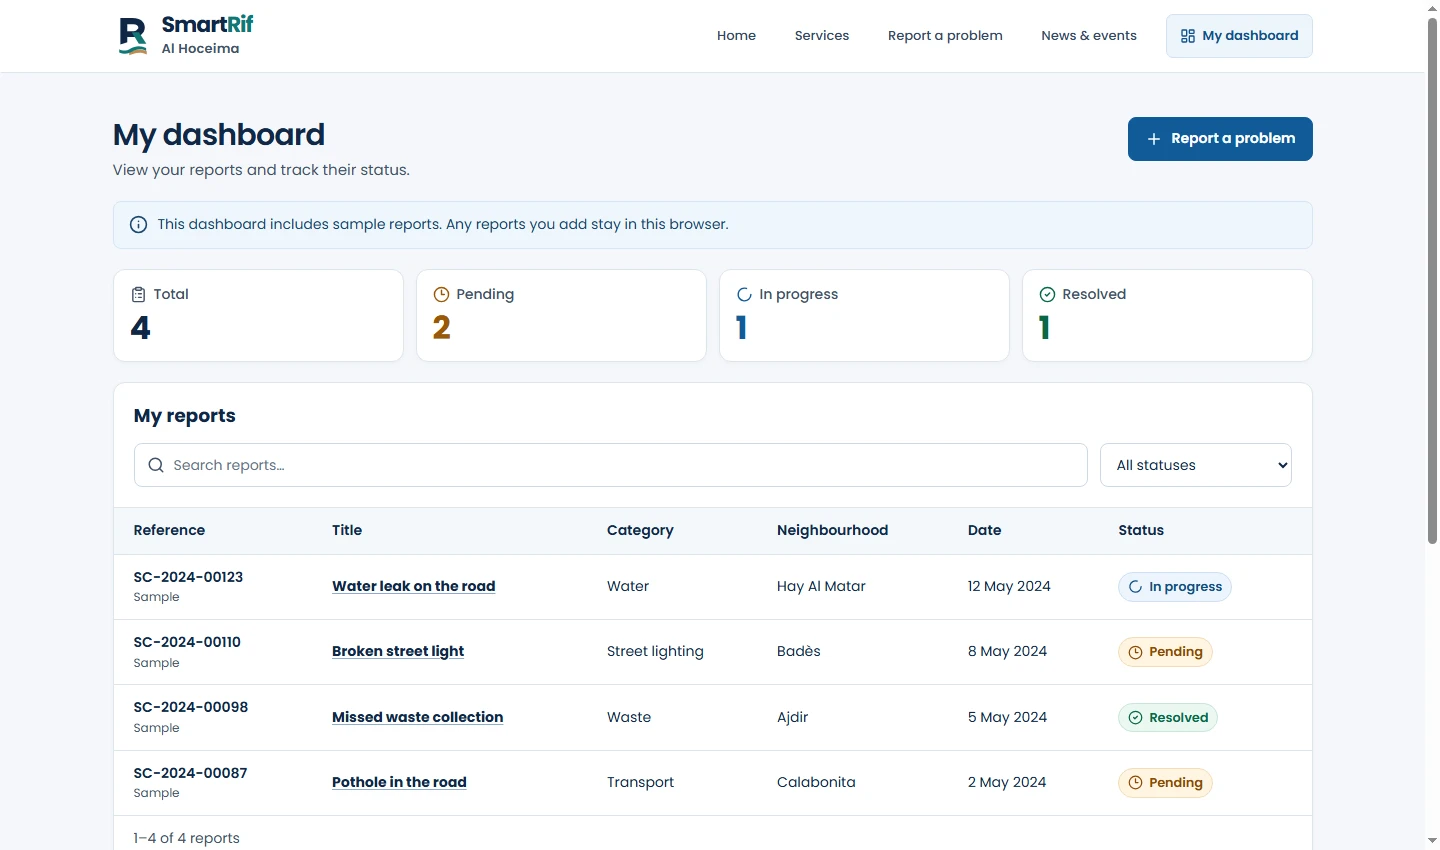 SmartRif
Al Hoceima
Home
Services
Report a problem
News & events
My dashboard
My dashboard
View your reports and track their status.
+ Report a problem
This dashboard includes sample reports. Any reports you add stay in this browser.
Total
4
Pending
2
In progress
1
Resolved
1
My reports
Search reports…
All statuses
Reference Title Category Neighbourhood Date Status
SC-2024-00123
Sample
Water leak on the road Water Hay Al Matar 12 May 2024 In progress
SC-2024-00110
Sample
Broken street light Street lighting Badès 8 May 2024 Pending
SC-2024-00098
Sample
Missed waste collection Waste Ajdir 5 May 2024 Resolved
SC-2024-00087
Sample
Pothole in the road Transport Calabonita 2 May 2024 Pending
1–4 of 4 reports